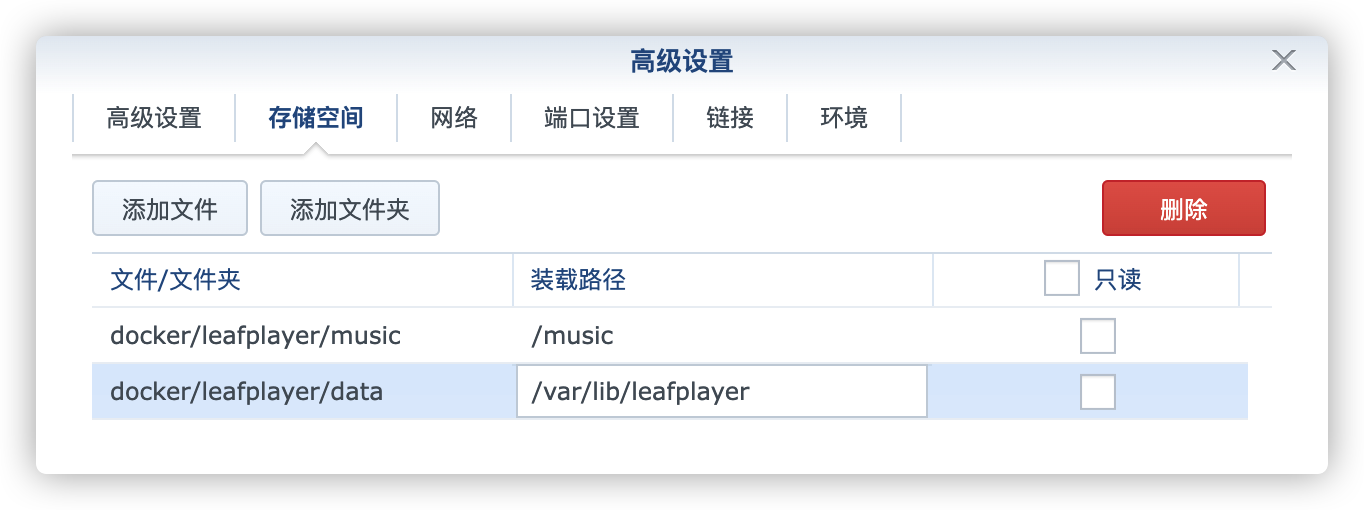 高级设置
高级设置 存储空间 网络 端口设置 链接 环境
添加文件 添加文件夹 删除
文件/文件夹 装载路径 只读
docker/leafplayer/music /music
docker/leafplayer/data /var/lib/leafplayer